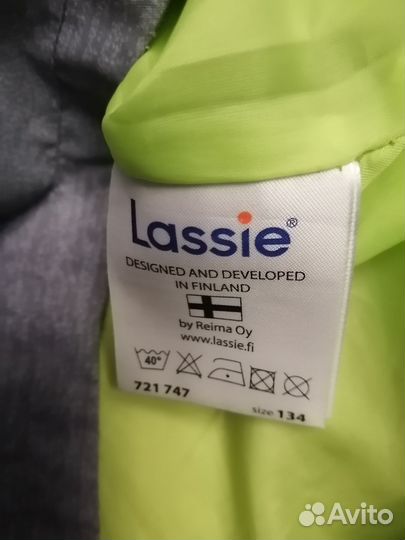 Lassie®
DESIGNED AND DEVELOPED
IN FINLAND
by Reima Oy
www.lassie.fi
40°
721 747
size 134
Avito